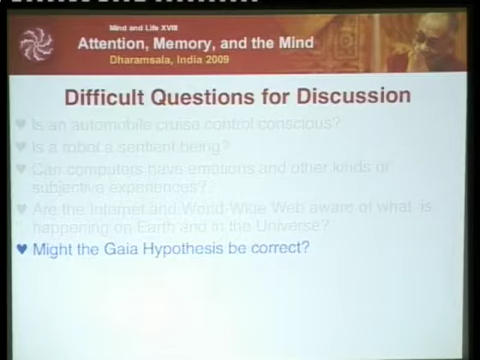 Mind and Life XVIII
Attention, Memory, and the Mind
Dharamsala, India 2009
Difficult Questions for Discussion
♥ Is an automobile cruise control conscious?
♥ Is a robot a sentient being?
♥ Can computers have emotions and other kinds of
subjective experiences?
♥ Are the Internet and World-Wide Web aware of what is
happening on Earth and in the Universe?
♥ Might the Gaia Hypothesis be correct?